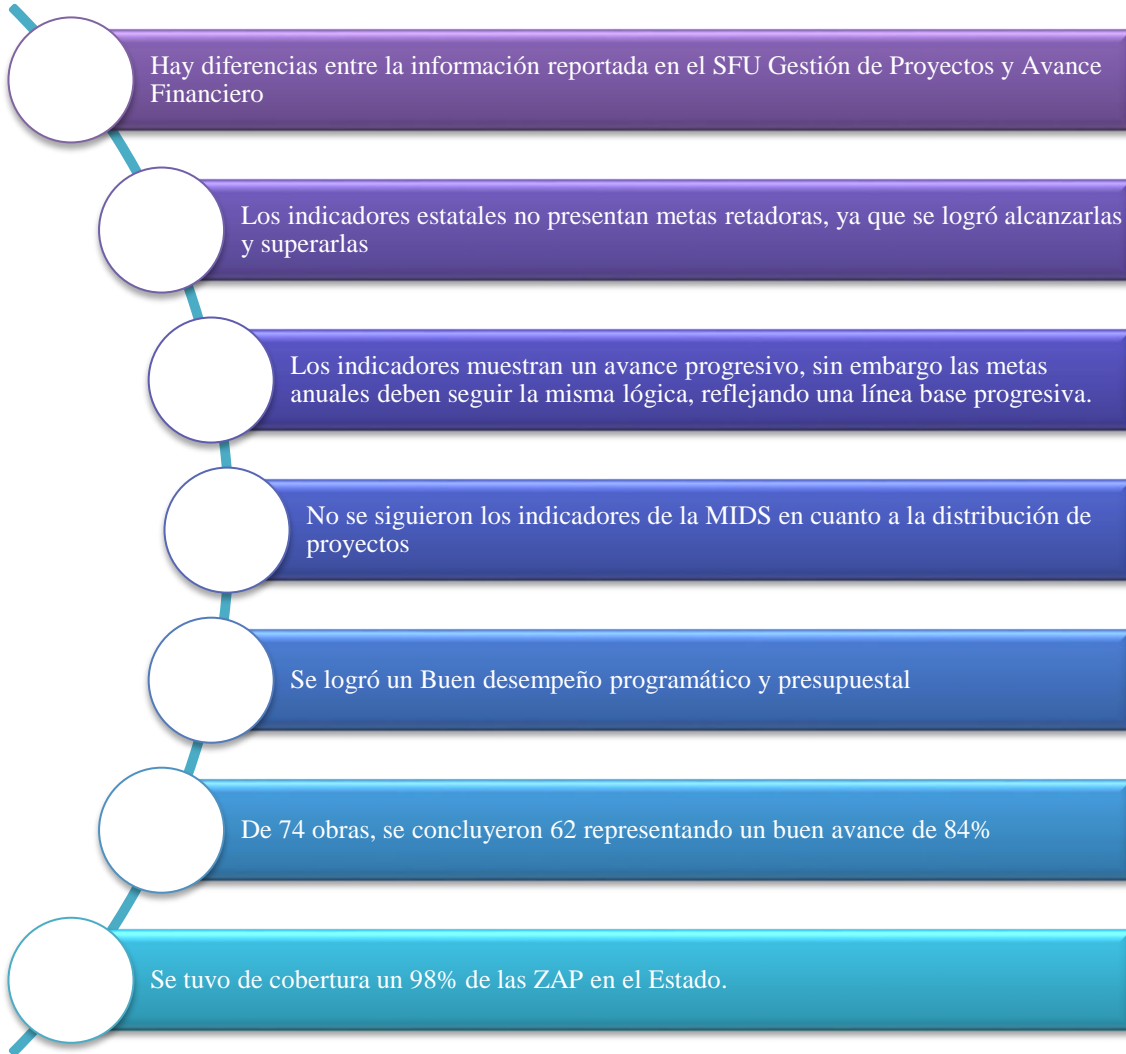 Hay diferencias entre la información reportada en el SFU Gestión de Proyectos y Avance
Financiero
Los indicadores estatales no presentan metas retadoras, ya que se logró alcanzarlas
y superarlas
Los indicadores muestran un avance progresivo, sin embargo las metas
anuales deben seguir la misma lógica, reflejando una línea base progresiva.
No se siguieron los indicadores de la MIDS en cuanto a la distribución de
proyectos
Se logró un Buen desempeño programático y presupuestal
De 74 obras, se concluyeron 62 representando un buen avance de 84%
Se tuvo de cobertura un 98% de las ZAP en el Estado.